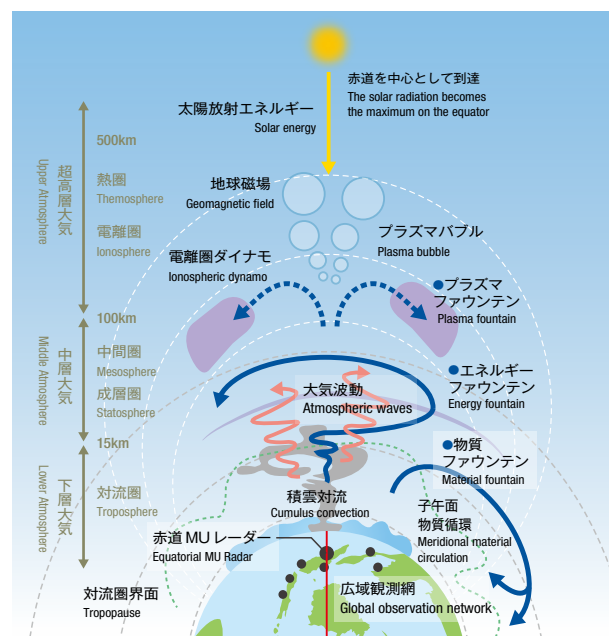 赤道を中心として到達
The solar radiation becomes
the maximum on the equator
太陽放射エネルギー
Solar energy
500km
超高層大気
Upper Atmosphere
熱圏
Themosphere
電離圏
Ionosphere
地球磁場
Geomagnetic field
プラズマバブル
Plasma bubble
電離圏ダイナモ
Ionospheric dynamo
●プラズマ
ファウンテン
Plasma fountain
100km
中層大気
Middle Atmosphere
中間圏
Mesosphere
成層圏
Statosphere
大気波動
Atmospheric waves
●エネルギー
ファウンテン
Energy fountain
15km
●物質
ファウンテン
Material fountain
下層大気
Lower Atmosphere
対流圏
Troposphere
積雲対流
Cumulus convection
子午面
物質循環
Meridional material
circulation
赤道 MU レーダー
Equatorial MU Radar
対流圏界面
Tropopause
広域観測網
Global observation network